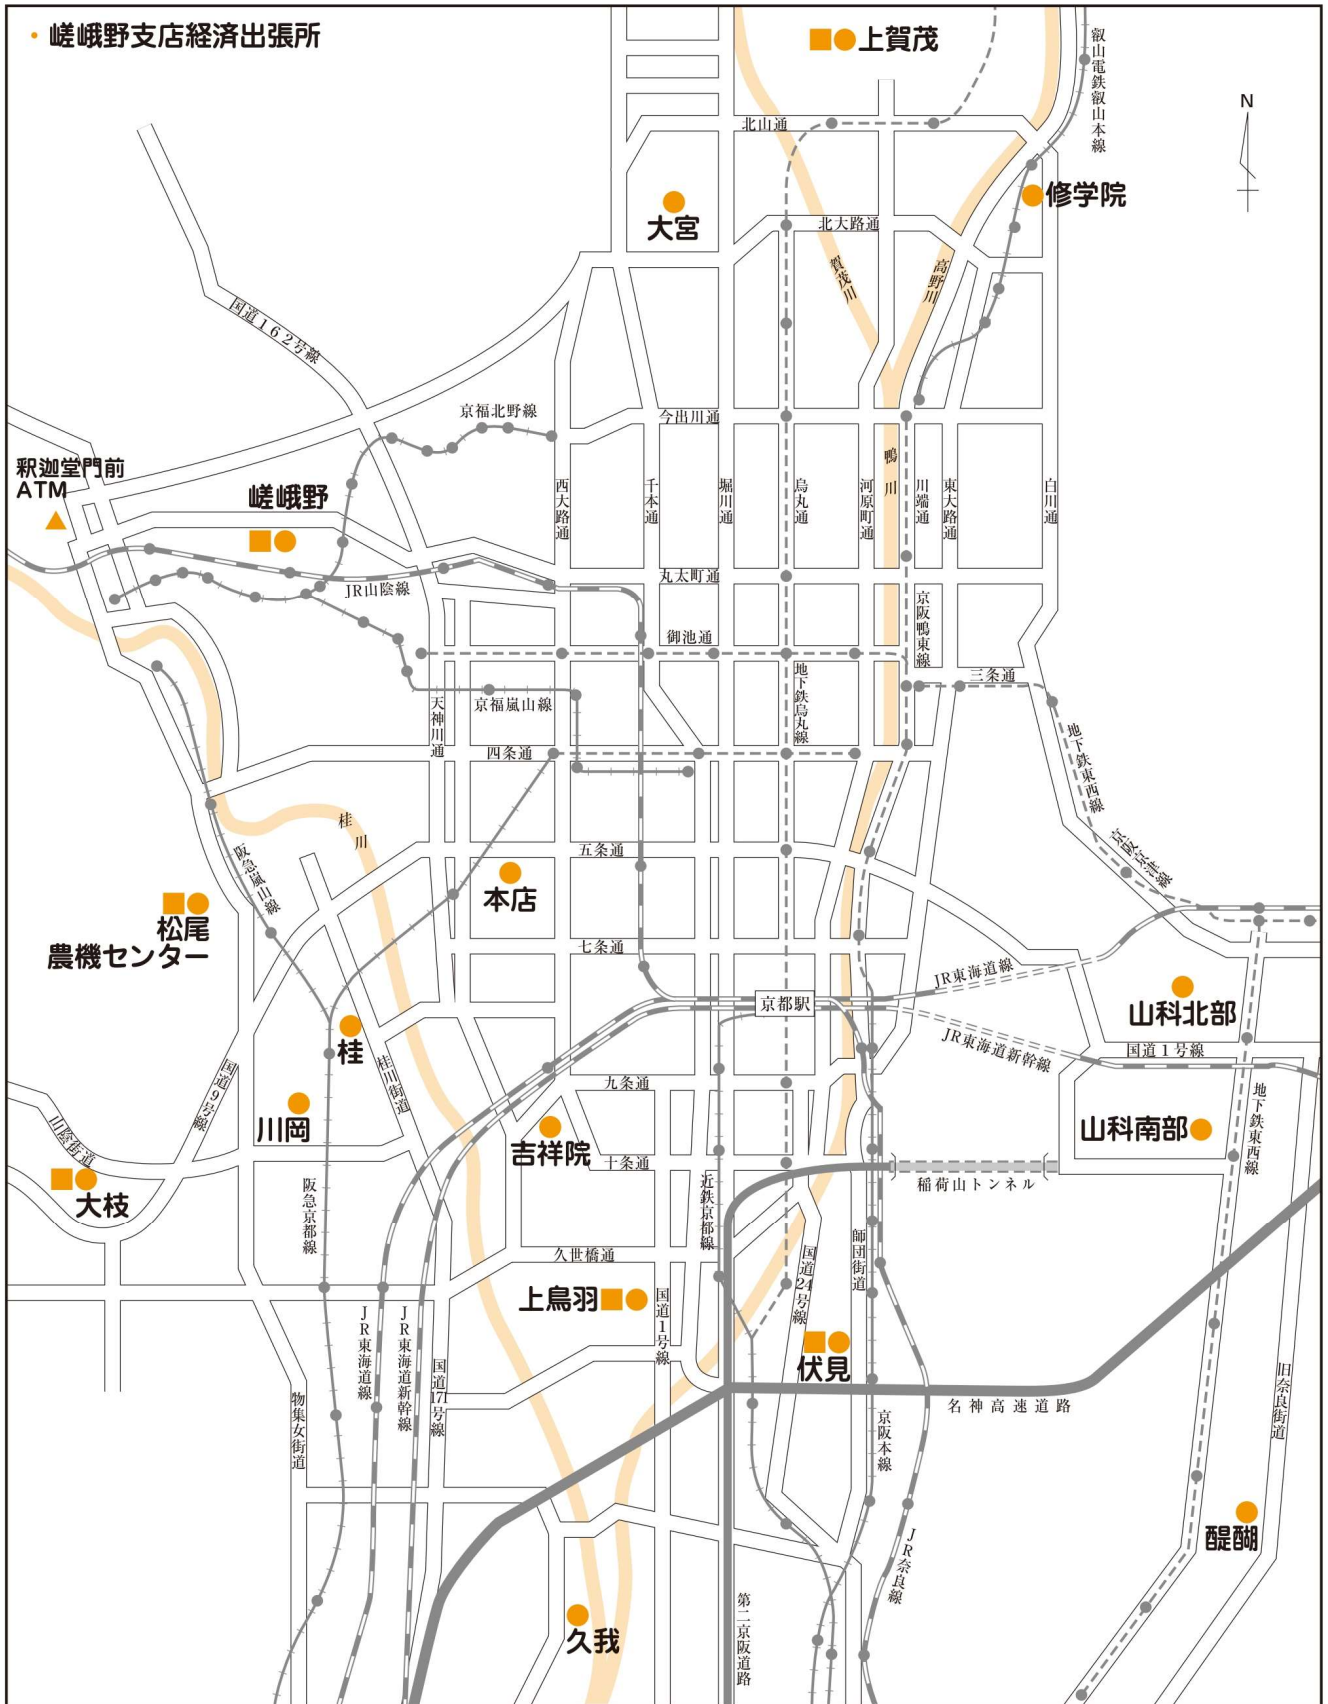 嵯峨野支店経済出張所
上賀茂
叡山電鉄叡山本線
N
北山通
修学院
大宮
北大路通
賀茂川
高野川
国道162号線
京福北野線
今出川通
釈迦堂門前
ATM
嵯峨野
鴨川
西大路通
千本通
堀川通
烏丸通
河原町通
川端通
東大路通
白川通
丸太町通
JR山陰線
京阪鴨東線
御池通
地下鉄烏丸線
三条通
天神川通
京福嵐山線
四条通
地下鉄東西線
桂川
阪急嵐山線
五条通
京阪京津線
本店
松尾
農機センター
七条通
JR東海道線
京都駅
山科北部
桂
JR東海道新幹線
国道1号線
桂川街道
国道9号線
九条通
地下鉄東西線
川岡
山陰街道
吉祥院
山科南部
十条通
大枝
阪急京都線
近鉄京都線
稲荷山トンネル
師団街道
久世橋通
国道24号線
上鳥羽
国道1号線
JR東海道線
JR東海道新幹線
伏見
国道171号線
旧奈良街道
物集女街道
名神高速道路
京阪本線
醍醐
JR奈良線
久我
第二京阪道路